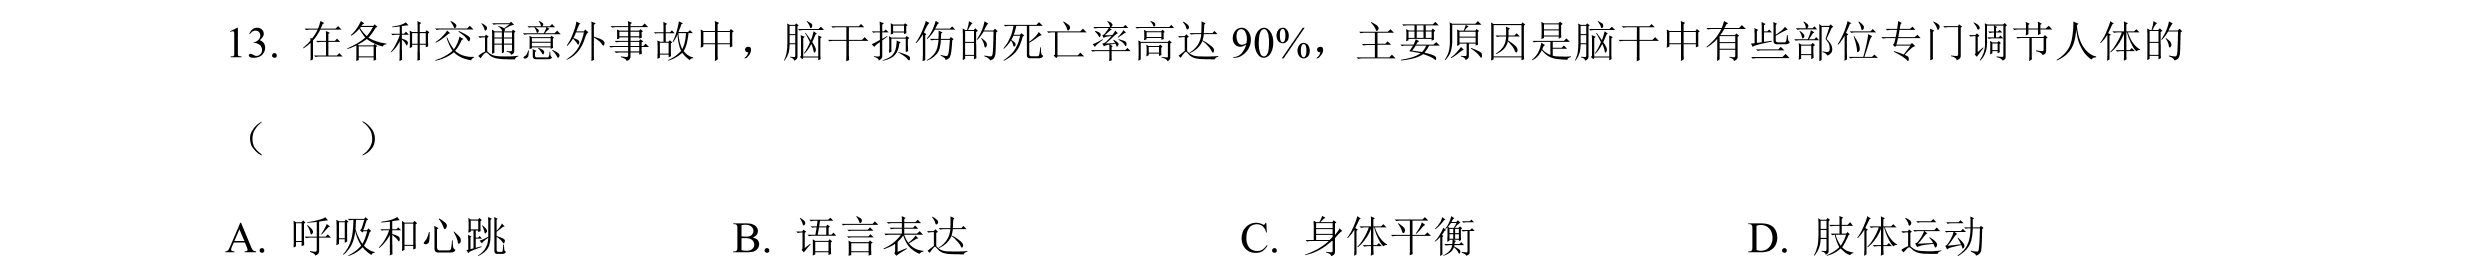 13. 在各种交通意外事故中，脑干损伤的死亡率高达 90%，主要原因是脑干中有些部位专门调节人体的
（　　）
A. 呼吸和心跳 B. 语言表达 C. 身体平衡 D. 肢体运动